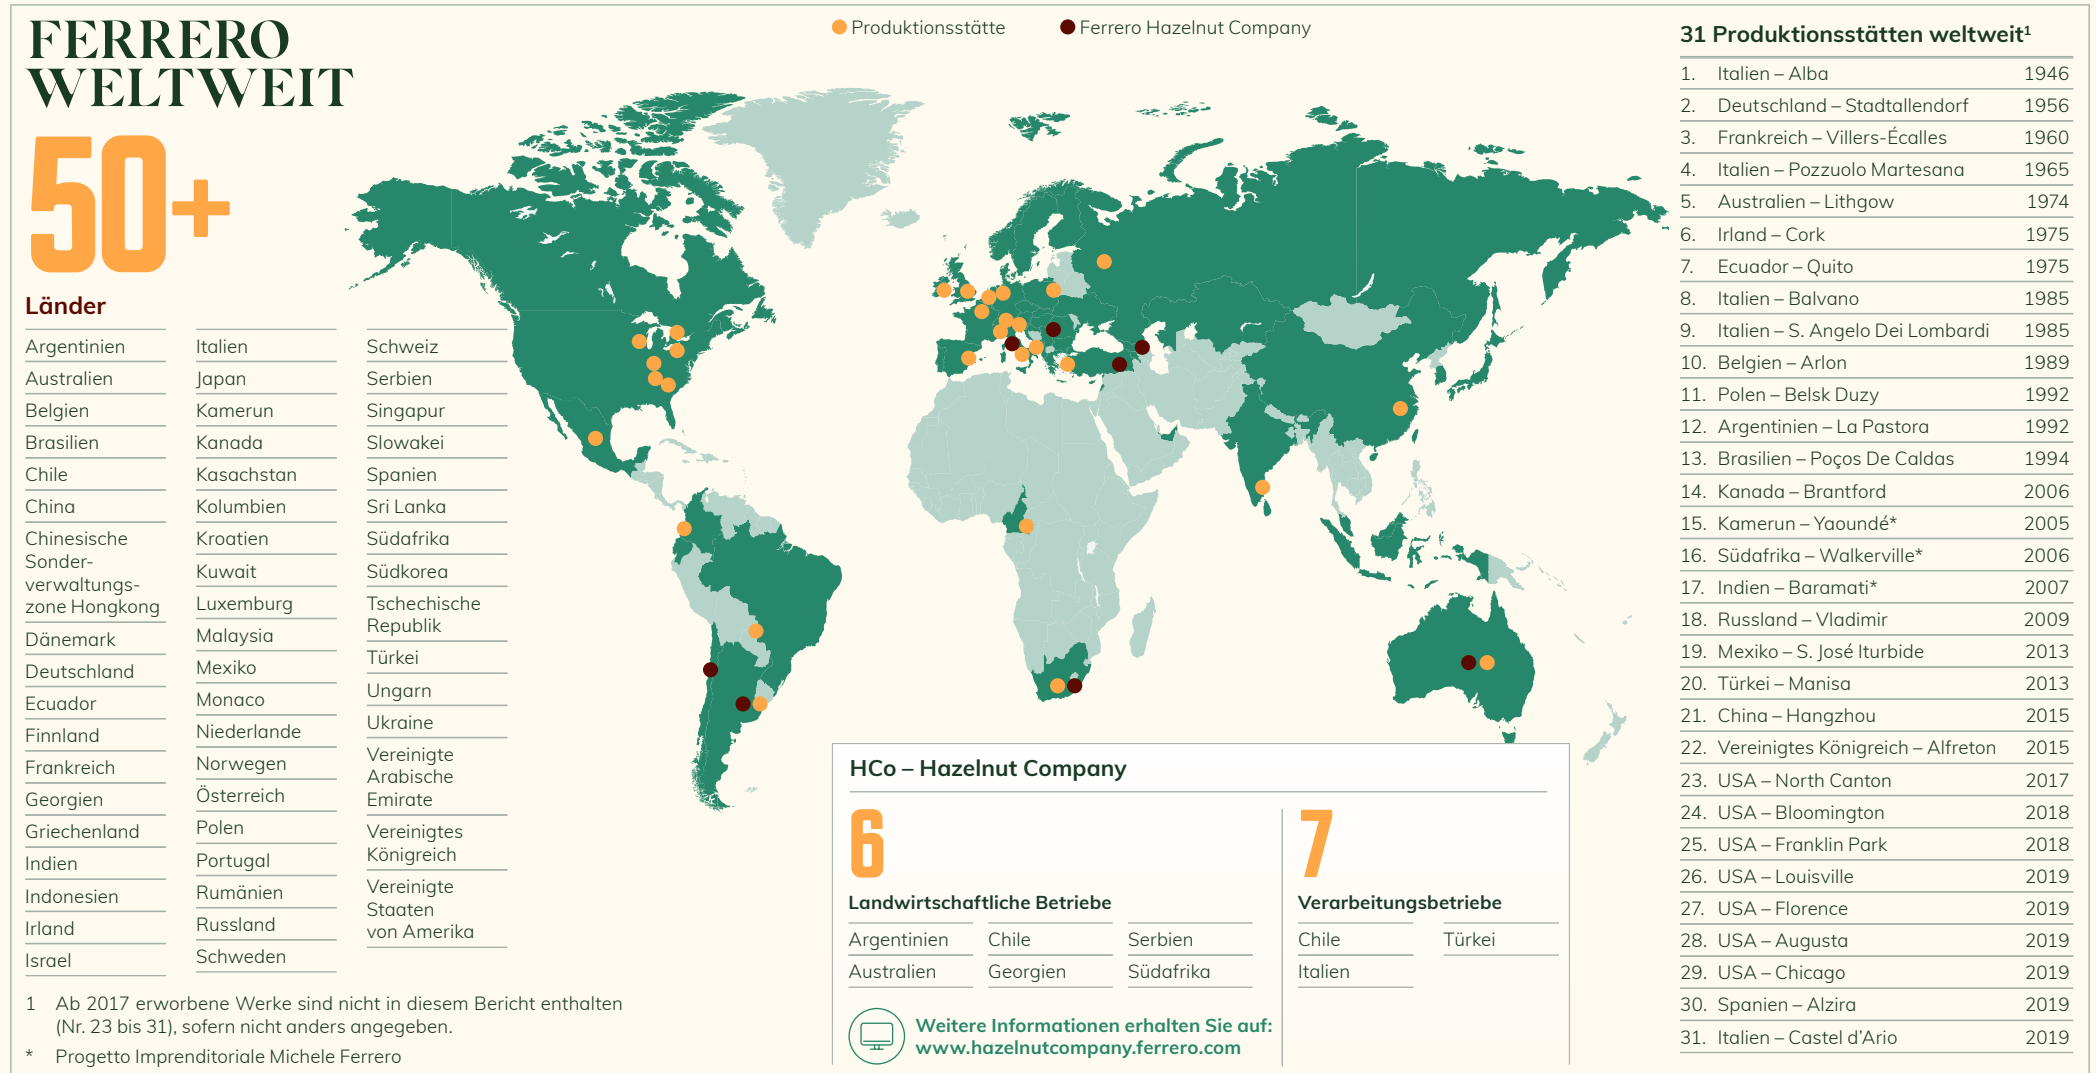 FERRERO
WELTWEIT
50+
Länder
Argentinien
Australien
Belgien
Brasilien
Chile
China
Chinesische
Sonder-
verwaltungs-
zone Hongkong
Dänemark
Deutschland
Ecuador
Finnland
Frankreich
Georgien
Griechenland
Indien
Indonesien
Irland
Israel
Italien
Japan
Kamerun
Kanada
Kasachstan
Kolumbien
Kroatien
Kuwait
Luxemburg
Malaysia
Mexiko
Monaco
Niederlande
Norwegen
Österreich
Polen
Portugal
Rumänien
Russland
Schweden
Schweiz
Serbien
Singapur
Slowakei
Spanien
Sri Lanka
Südafrika
Südkorea
Tschechische
Republik
Türkei
Ungarn
Ukraine
Vereinigte
Arabische
Emirate
Vereinigtes
Königreich
Vereinigte
Staaten
von Amerika
1 Ab 2017 erworbene Werke sind nicht in diesem Bericht enthalten
(Nr. 23 bis 31), sofern nicht anders angegeben.
* Progetto Imprenditoriale Michele Ferrero
Produktionsstätte
Ferrero Hazelnut Company
HCo – Hazelnut Company
6
Landwirtschaftliche Betriebe
Argentinien Chile Serbien
Australien Georgien Südafrika
Weitere Informationen erhalten Sie auf:
www.hazelnutcompany.ferrero.com
7
Verarbeitungsbetriebe
Chile Türkei
Italien
31 Produktionsstätten weltweit¹
1. Italien – Alba 1946
2. Deutschland – Stadtallendorf 1956
3. Frankreich – Villers-Écalles 1960
4. Italien – Pozzuolo Martesana 1965
5. Australien – Lithgow 1974
6. Irland – Cork 1975
7. Ecuador – Quito 1975
8. Italien – Balvano 1985
9. Italien – S. Angelo Dei Lombardi 1985
10. Belgien – Arlon 1989
11. Polen – Belsk Duzy 1992
12. Argentinien – La Pastora 1992
13. Brasilien – Poços De Caldas 1994
14. Kanada – Brantford 2006
15. Kamerun – Yaoundé* 2005
16. Südafrika – Walkerville* 2006
17. Indien – Baramati* 2007
18. Russland – Vladimir 2009
19. Mexiko – S. José Iturbide 2013
20. Türkei – Manisa 2013
21. China – Hangzhou 2015
22. Vereinigtes Königreich – Alfreton 2015
23. USA – North Canton 2017
24. USA – Bloomington 2018
25. USA – Franklin Park 2018
26. USA – Louisville 2019
27. USA – Florence 2019
28. USA – Augusta 2019
29. USA – Chicago 2019
30. Spanien – Alzira 2019
31. Italien – Castel d'Ario 2019